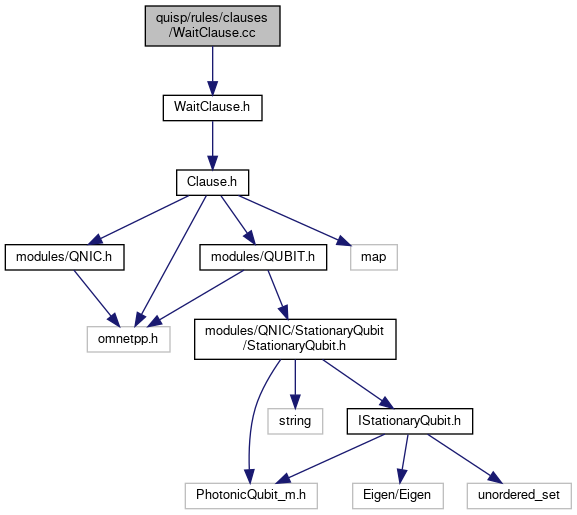 quisp/rules/clauses
/WaitClause.cc
WaitClause.h
Clause.h
modules/QNIC.h
modules/QUBIT.h
map
omnetpp.h
modules/QNIC/StationaryQubit
/StationaryQubit.h
string
IStationaryQubit.h
PhotonicQubit_m.h
Eigen/Eigen
unordered_set